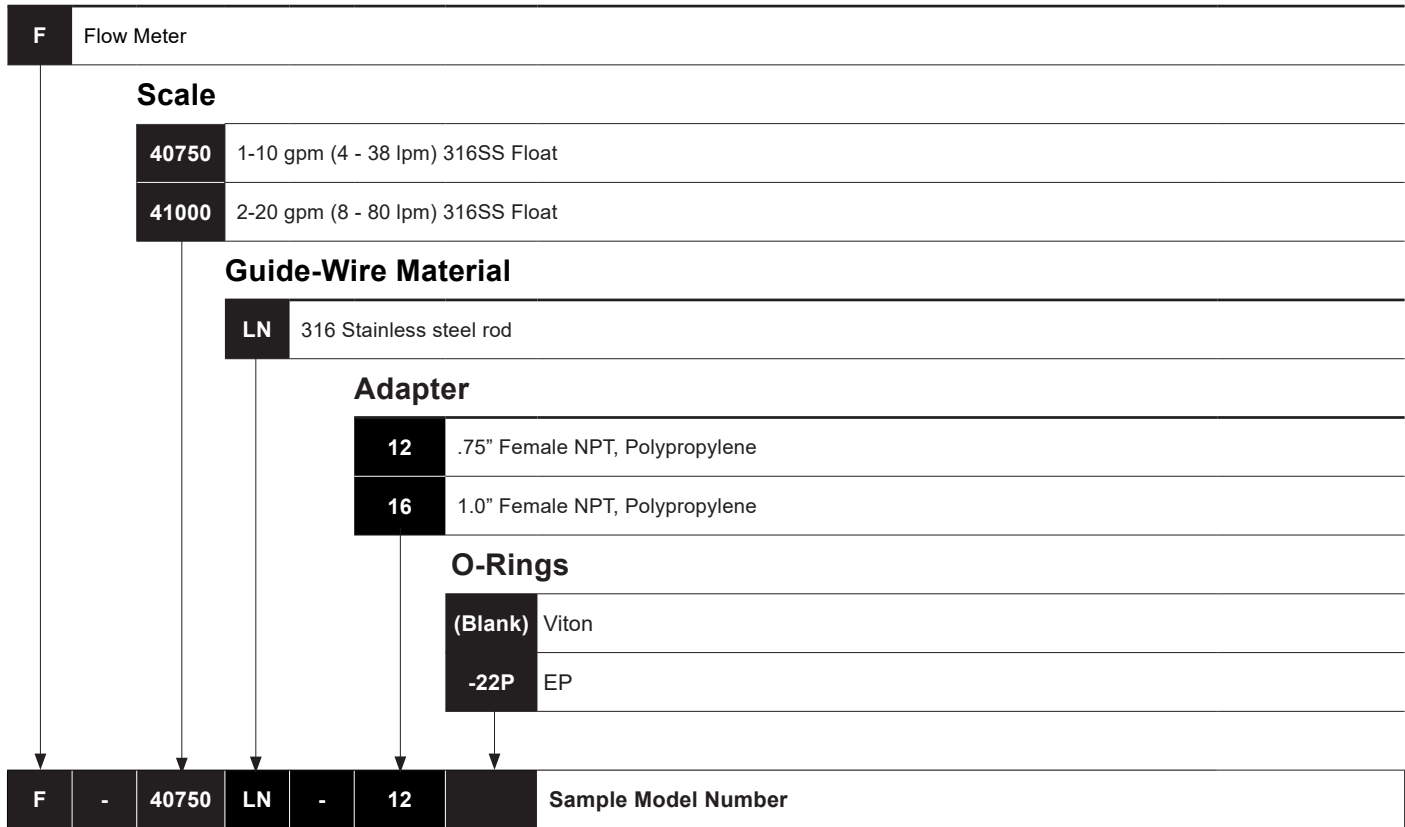 F Flow Meter
Scale
40750 1-10 gpm (4 - 38 lpm) 316SS Float
41000 2-20 gpm (8 - 80 lpm) 316SS Float
Guide-Wire Material
LN 316 Stainless steel rod
Adapter
12 .75” Female NPT, Polypropylene
16 1.0” Female NPT, Polypropylene
O-Rings
(Blank) Viton
-22P EP
F - 40750 LN - 12 Sample Model Number